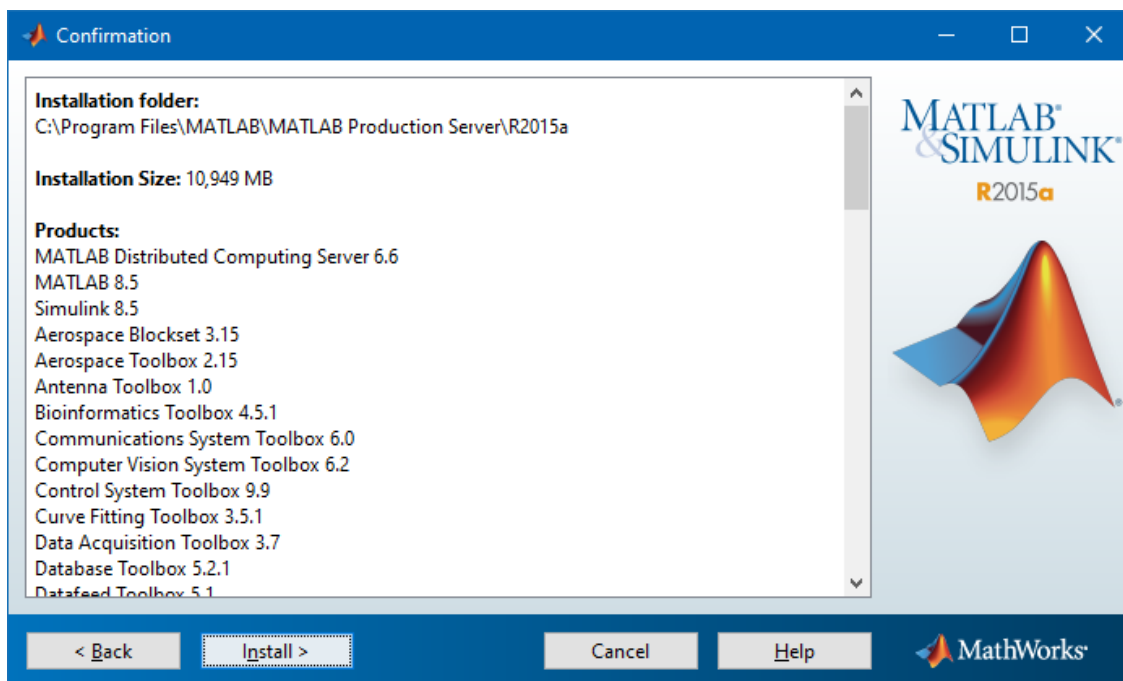 Confirmation
Installation folder:
C:\Program Files\MATLAB\MATLAB Production Server\R2015a
Installation Size: 10,949 MB
Products:
MATLAB Distributed Computing Server 6.6
MATLAB 8.5
Simulink 8.5
Aerospace Blockset 3.15
Aerospace Toolbox 2.15
Antenna Toolbox 1.0
Bioinformatics Toolbox 4.5.1
Communications System Toolbox 6.0
Computer Vision System Toolbox 6.2
Control System Toolbox 9.9
Curve Fitting Toolbox 3.5.1
Data Acquisition Toolbox 3.7
Database Toolbox 5.2.1
Datafeed Toolbox 5.1
MATLAB®
&SIMULINK®
R2015a
®
< Back
Install >
Cancel
Help
MathWorks®